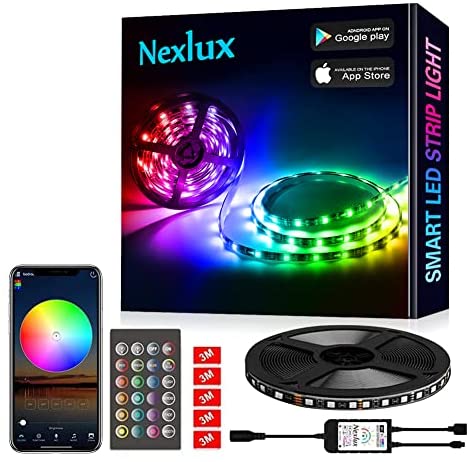 Nexlux
ANDROID APP ON
Google play
AVAILABLE ON THE IPHONE
App Store
SMART LED STRIP LIGHT
3M
3M
3M
3M
3M
Nexlux